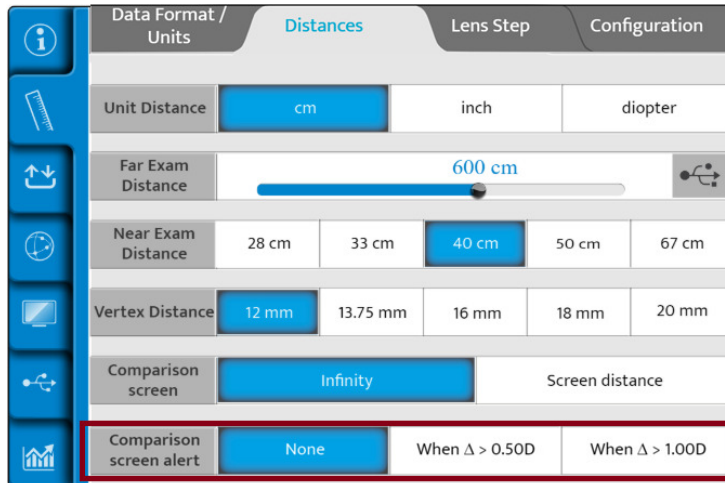 Data Format / Units
Distances
Lens Step
Configuration
Unit Distance cm inch diopter
Far Exam Distance 600 cm
Near Exam Distance 28 cm 33 cm 40 cm 50 cm 67 cm
Vertex Distance 12 mm 13.75 mm 16 mm 18 mm 20 mm
Comparison screen Infinity Screen distance
Comparison screen alert None When Δ > 0.50D When Δ > 1.00D